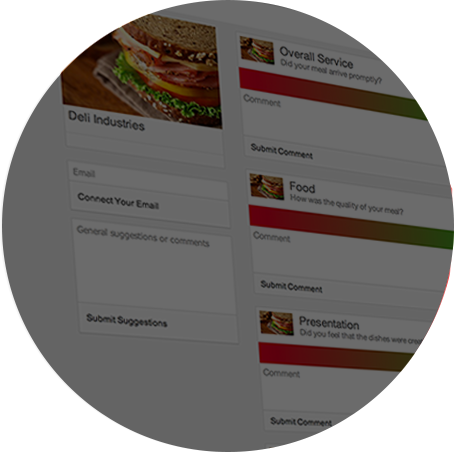 Deli Industries
Email
Connect Your Email
General suggestions or comments
Submit Suggestions
Overall Service
Did your meal arrive promptly?
Comment
Submit Comment
Food
How was the quality of your meal?
Comment
Submit Comment
Presentation
Did you feel that the dishes were
Comment
Submit Comment